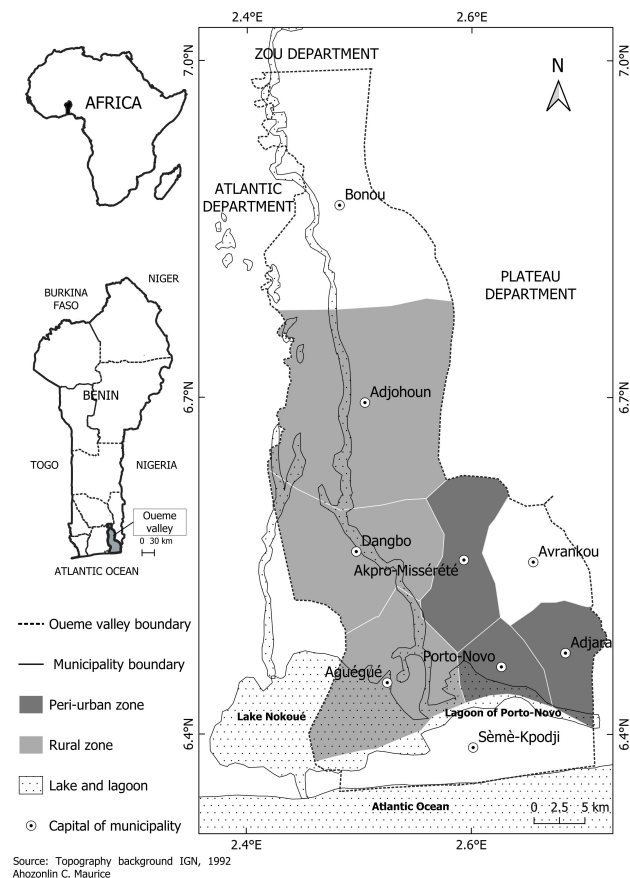 2.4°E
2.6°E
7.0°N
7.0°N
ZOU DEPARTMENT
N
AFRICA
ATLANTIC
DEPARTMENT
Bonou
PLATEAU
DEPARTMENT
NIGER
BURKINA
FASO
BENIN
TOGO
NIGERIA
Oueme
valley
0 30 km
ATLANTIC OCEAN
6.7°N
6.7°N
Adjohoun
Dangbo
Akpro-Missérété
Avrankou
Adjara
Porto-Novo
Aguégué
Lake Nokoué
Lagoon of Porto-Novo
Sèmè-Kpodji
6.4°N
6.4°N
Atlantic Ocean
0 2.5 5 km
2.4°E
2.6°E
Oueme valley boundary
Municipality boundary
Peri-urban zone
Rural zone
Lake and lagoon
Capital of municipality
Source: Topography background IGN, 1992
Ahozonlin C. Maurice